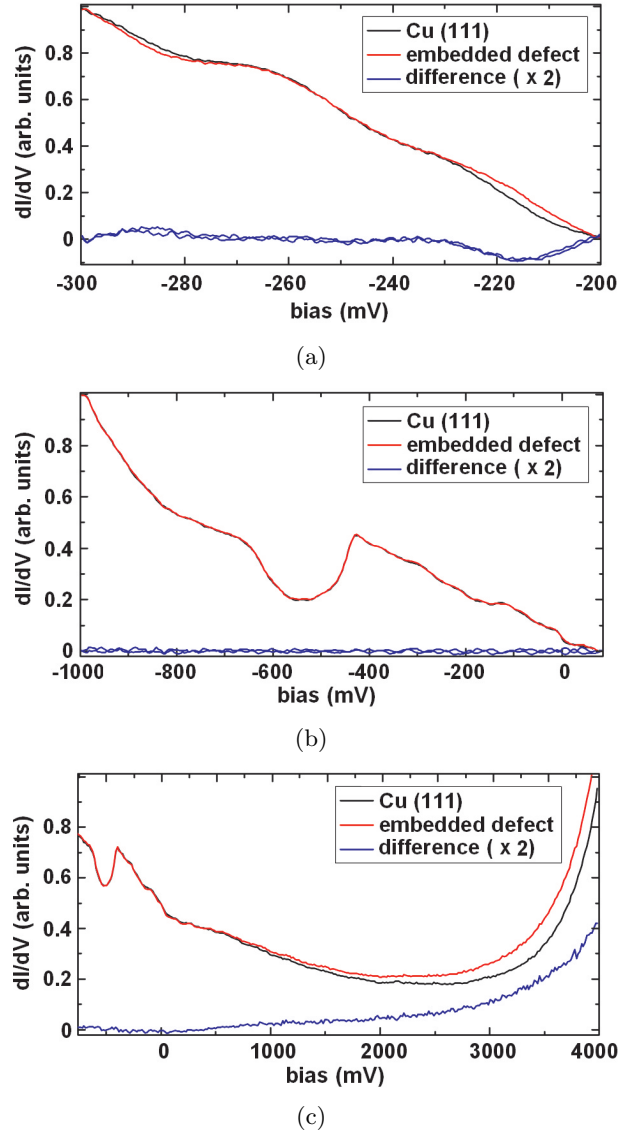 Cu (111)
embedded defect
difference ( x 2)
dI/dV (arb. units)
0.8
0.6
0.4
0.2
0
-300 -280 -260 -240 -220 -200
bias (mV)
(a)
Cu (111)
embedded defect
difference ( x 2)
dI/dV (arb. units)
0.8
0.6
0.4
0.2
0
-1000 -800 -600 -400 -200 0
bias (mV)
(b)
Cu (111)
embedded defect
difference ( x 2)
dI/dV (arb. units)
0.8
0.6
0.4
0.2
0
0 1000 2000 3000 4000
bias (mV)
(c)